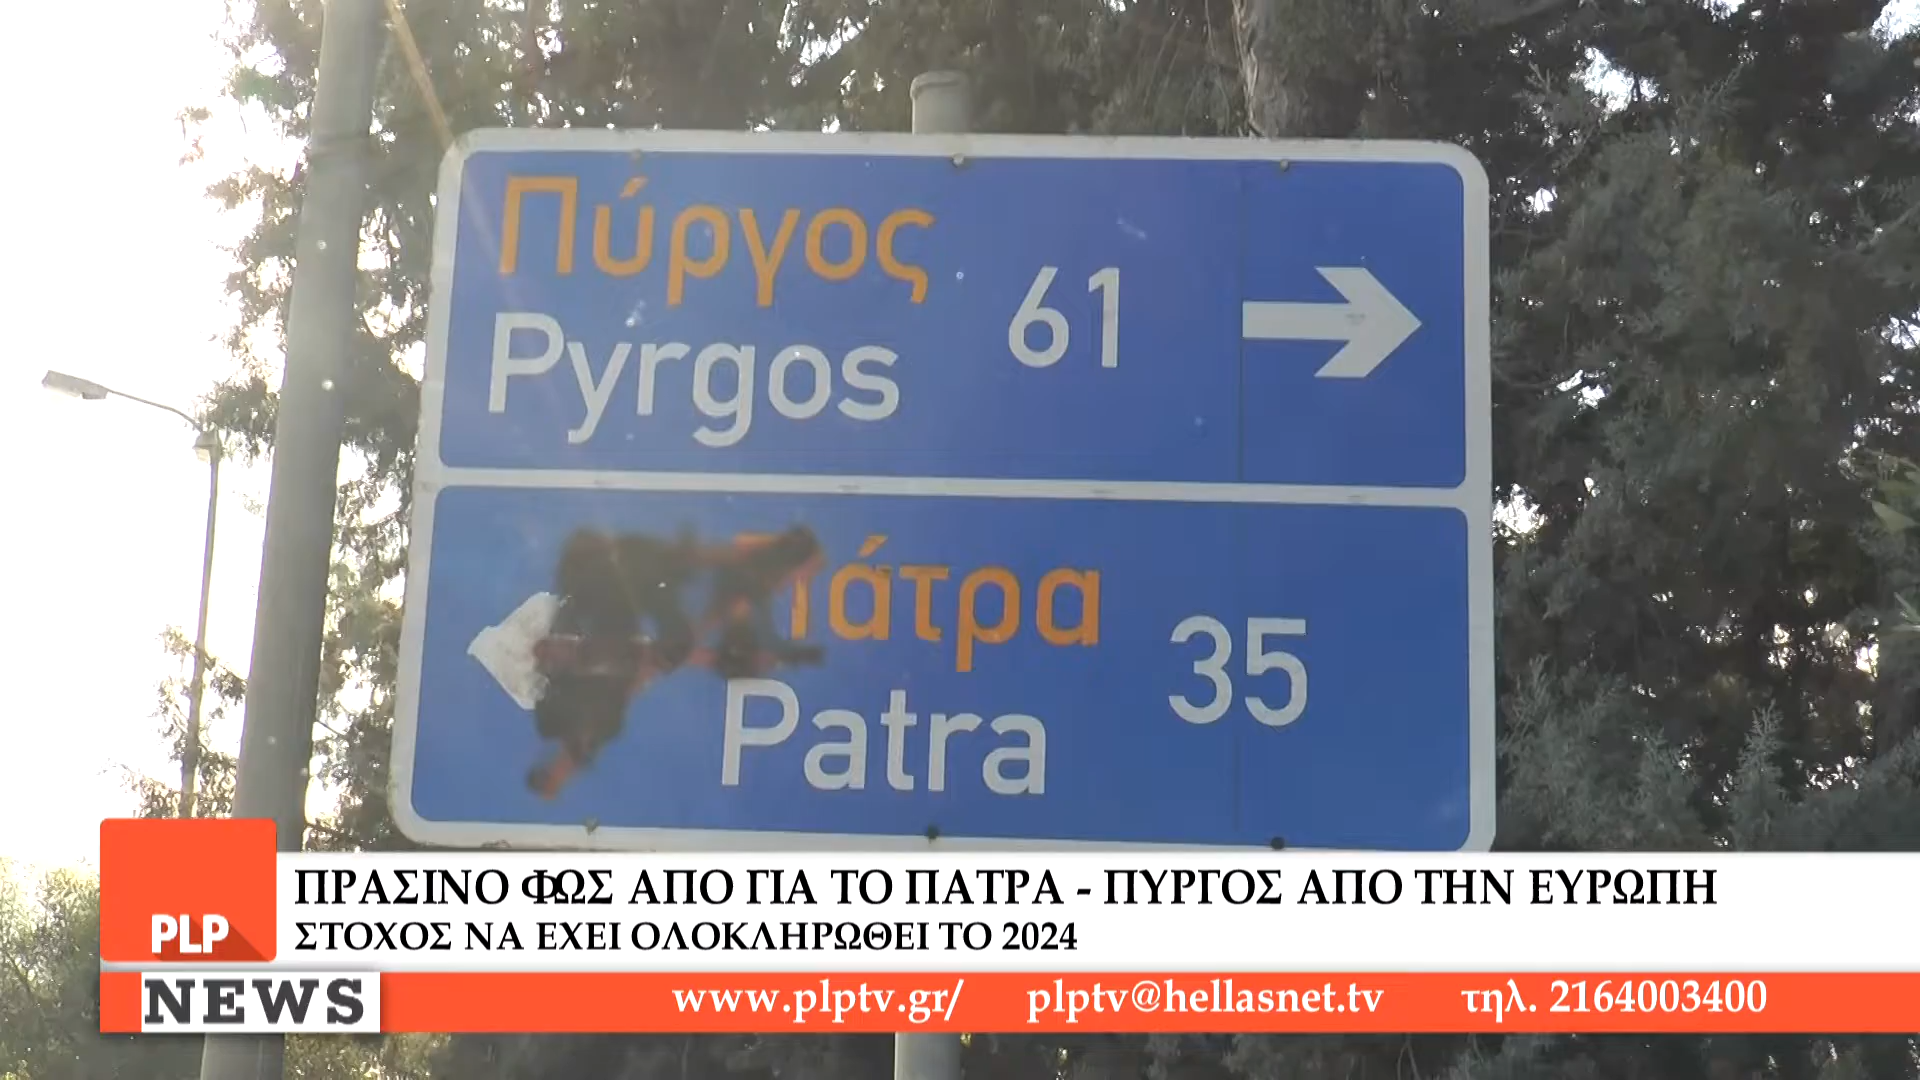 Πύργος
Pyrgos
61
Πάτρα
Patra
35
ΠΡΑΣΙΝΟ ΦΩΣ ΑΠΟ ΓΙΑ ΤΟ ΠΑΤΡΑ - ΠΥΡΓΟΣ ΑΠΟ ΤΗΝ ΕΥΡΩΠΗ
ΣΤΟΧΟΣ ΝΑ ΕΧΕΙ ΟΛΟΚΛΗΡΩΘΕΙ ΤΟ 2024
PLP
NEWS
www.plptv.gr/ plptv@hellasnet.tv τηλ. 2164003400